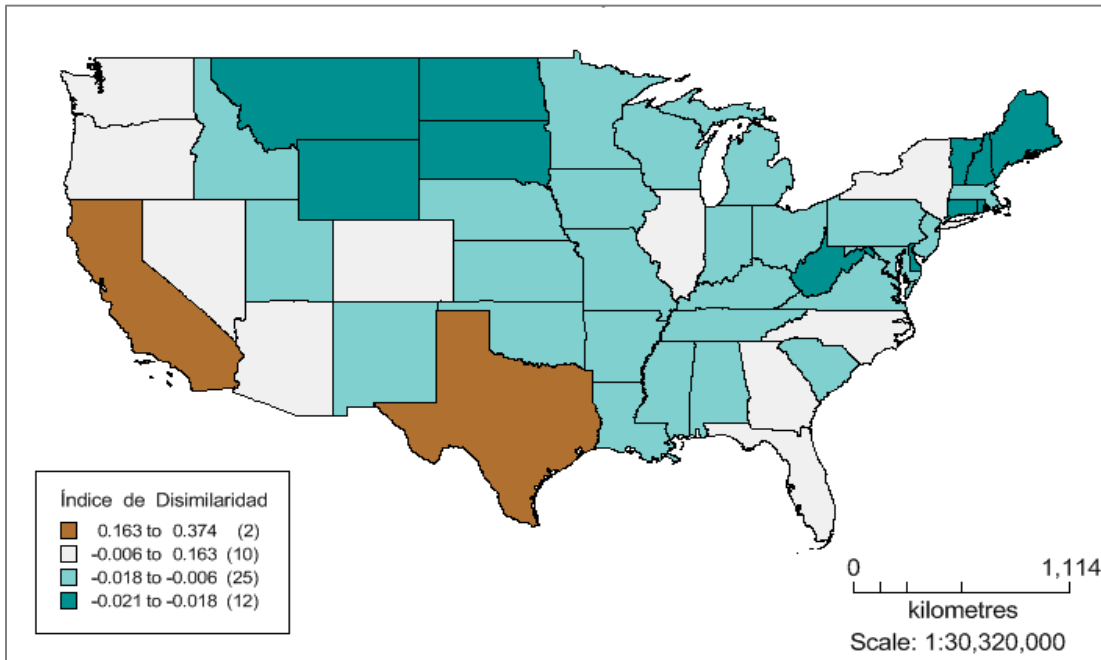 Índice de Disimilaridad
0.163 to 0.374 (2)
-0.006 to 0.163 (10)
-0.018 to -0.006 (25)
-0.021 to -0.018 (12)
0 1,114
kilometres
Scale: 1:30,320,000